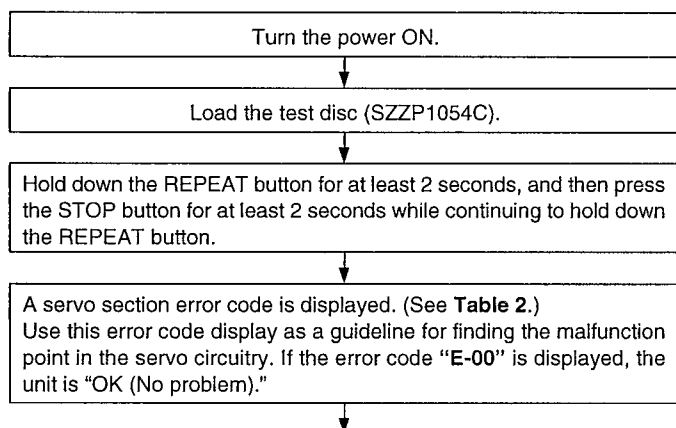 Turn the power ON.
Load the test disc (SZZP1054C).
Hold down the REPEAT button for at least 2 seconds, and then press
the STOP button for at least 2 seconds while continuing to hold down
the REPEAT button.
A servo section error code is displayed. (See Table 2.)
Use this error code display as a guideline for finding the malfunction
point in the servo circuitry. If the error code "E-00" is displayed, the
unit is “OK (No problem).”